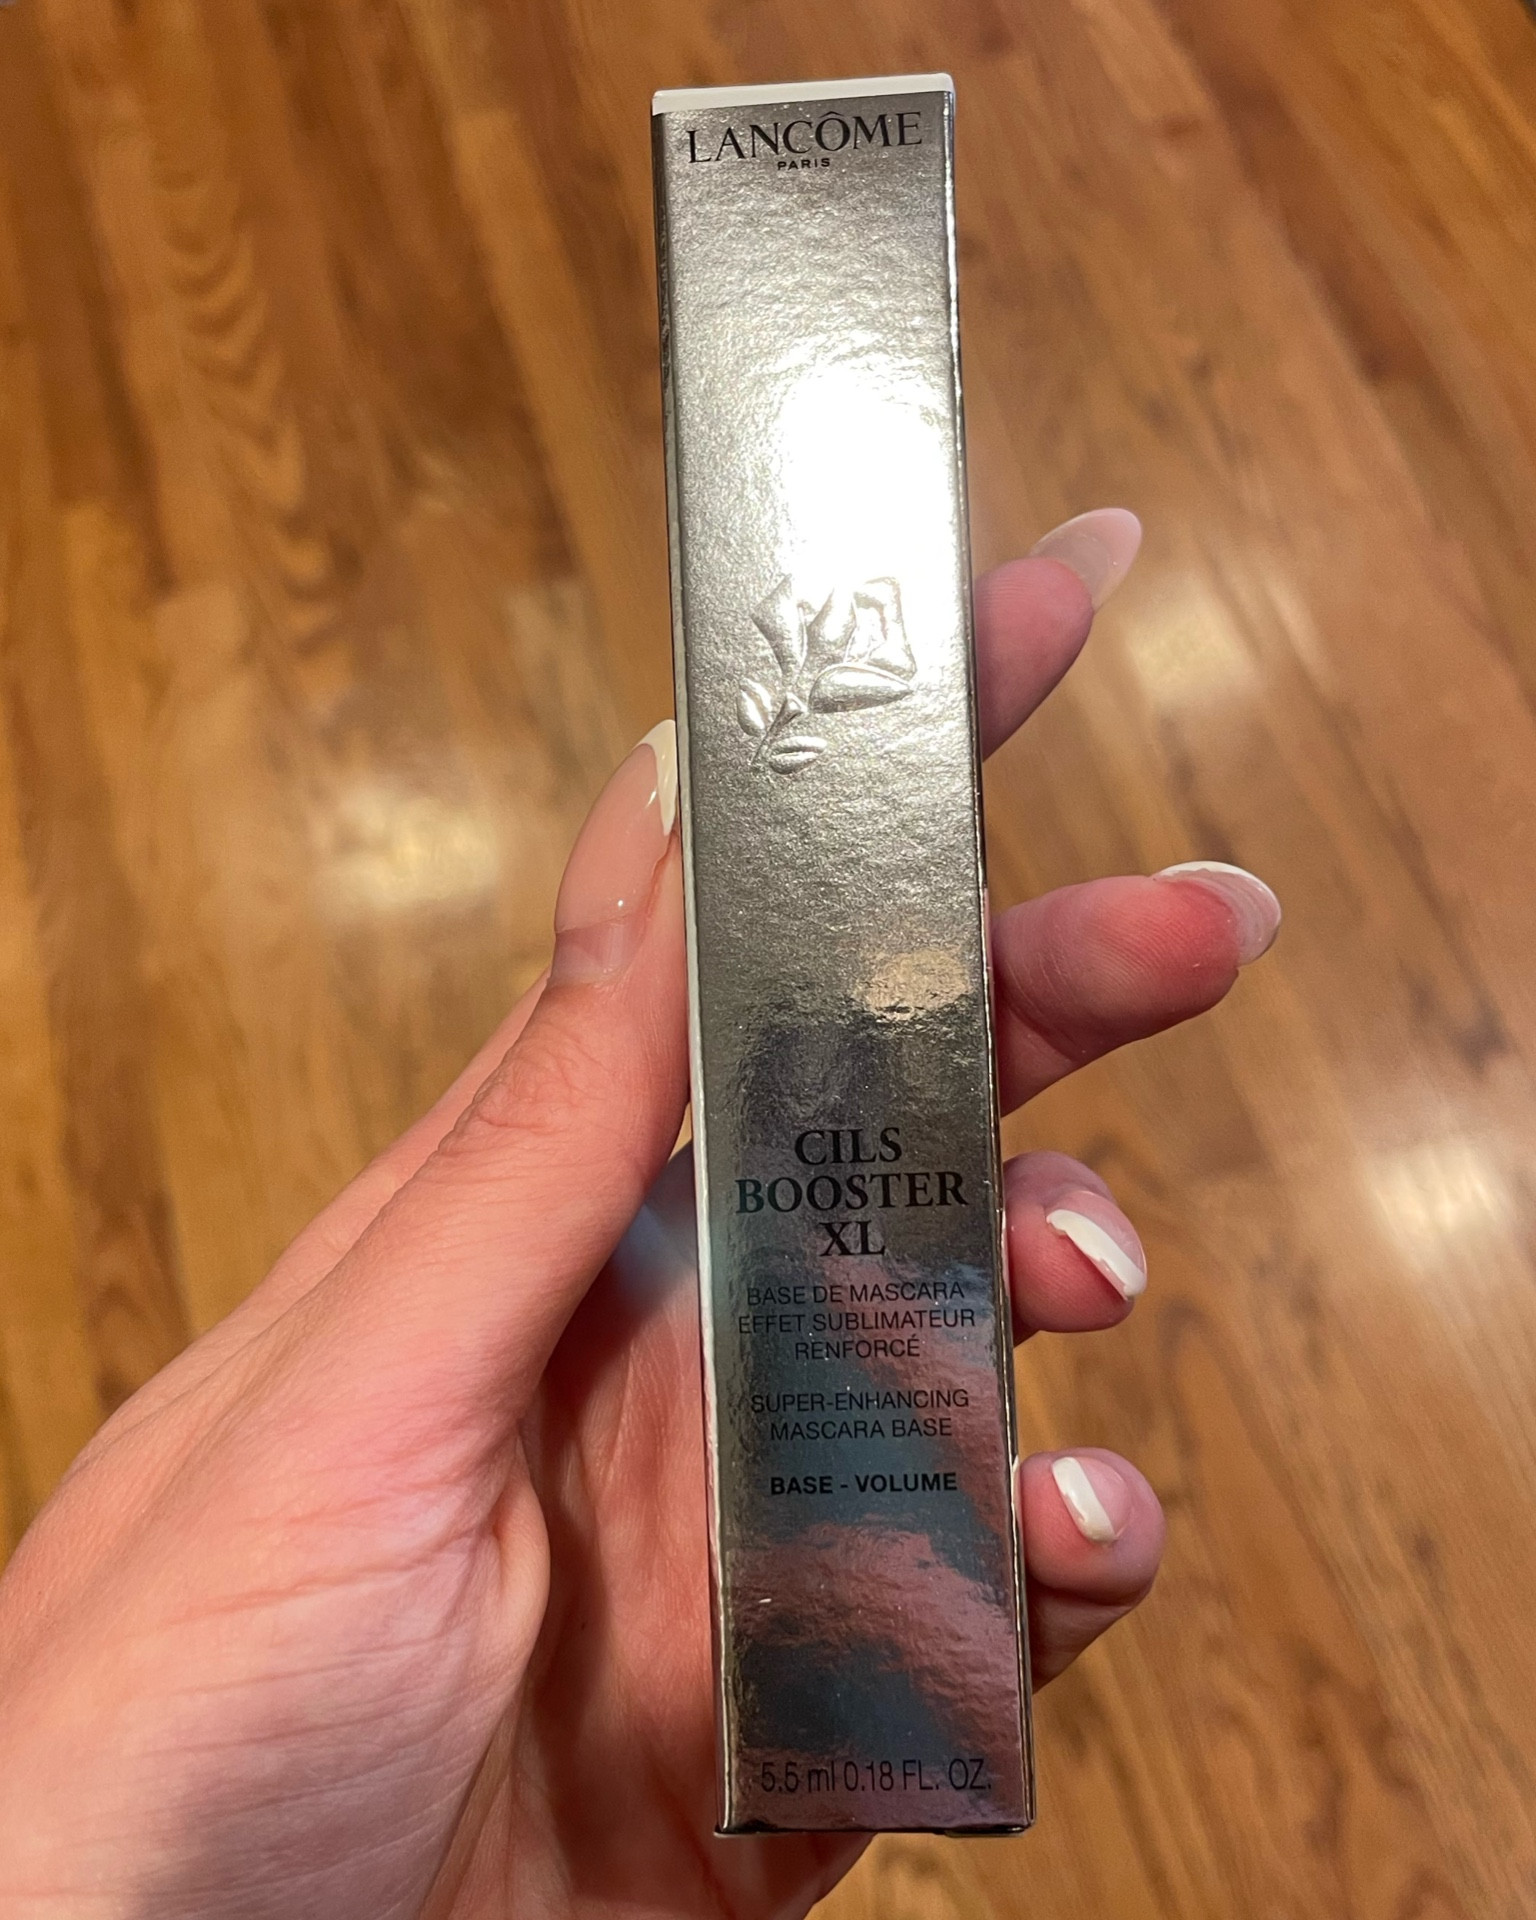 LANCÔME
PARIS
CILS
BOOSTER
XL
BASE DE MASCARA
EFFET SUBLIMATEUR
RENFORCÉ
SUPER-ENHANCING
MASCARA BASE
BASE - VOLUME
5.5 ml 0.18 FL. OZ.